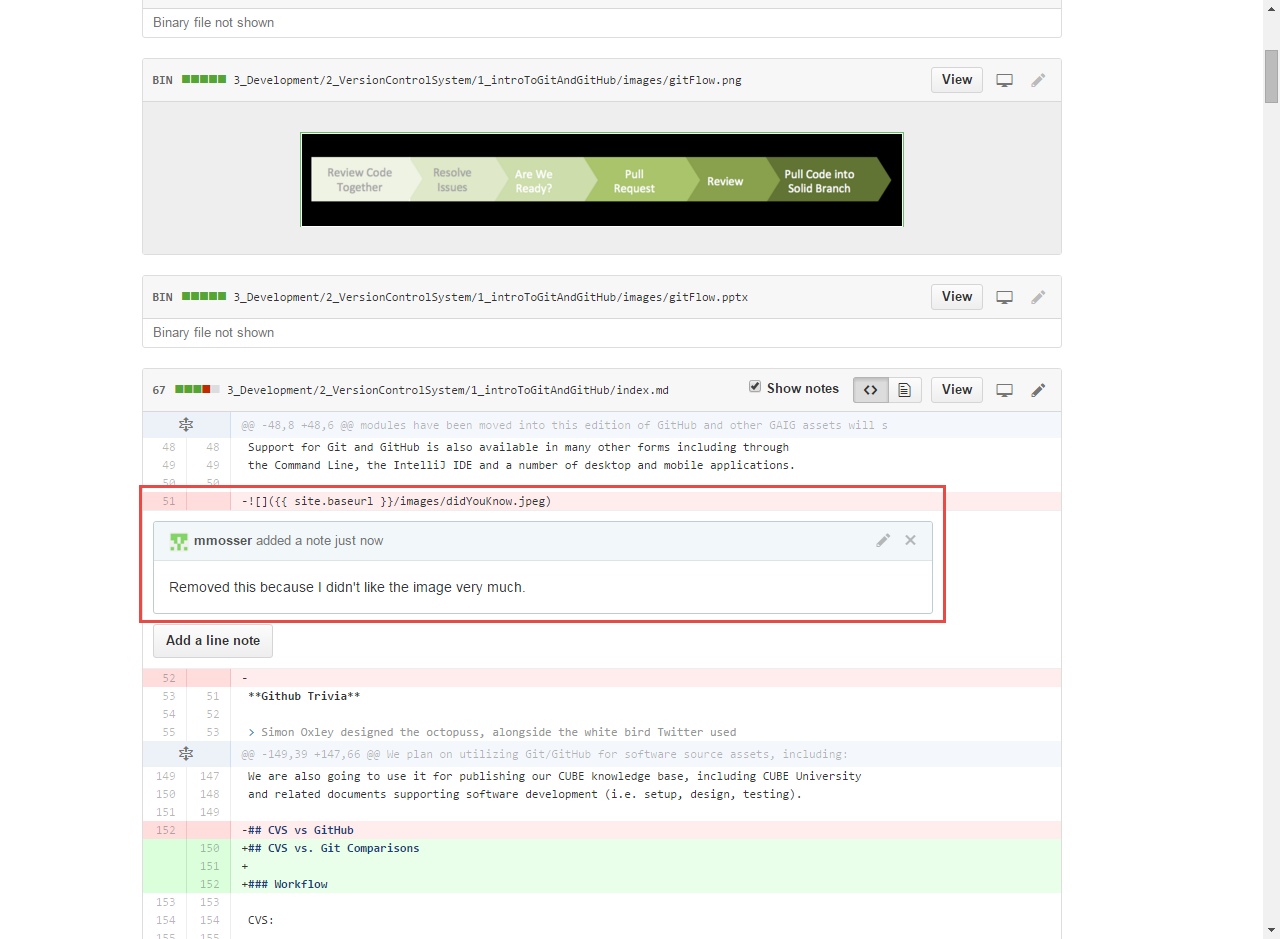 Binary file not shown
BIN 3_Development/2_VersionControlSystem/1_introToGitAndGitHub/images/gitFlow.png View
Review Code Together
Resolve Issues
Are We Ready?
Pull Request
Review
Pull Code into Solid Branch
BIN 3_Development/2_VersionControlSystem/1_introToGitAndGitHub/images/gitFlow.pptx View
Binary file not shown
67 3_Development/2_VersionControlSystem/1_introToGitAndGitHub/index.md Show notes <> View
@@ -48,8 +48,6 @@ modules have been moved into this edition of GitHub and other GAIG assets will s
48 48 Support for Git and GitHub is also available in many other forms including through
49 49 the Command Line, the IntelliJ IDE and a number of desktop and mobile applications.
50 50
51 -![]({{ site.baseurl }}/images/didYouKnow.jpeg)
mmosser added a note just now
Removed this because I didn't like the image very much.
Add a line note
52 -
53 51 **Github Trivia**
54 52
55 53 > Simon Oxley designed the octopuss, alongside the white bird Twitter used
@@ -149,39 +147,66 @@ We plan on utilizing Git/GitHub for software source assets, including:
149 147 We are also going to use it for publishing our CUBE knowledge base, including CUBE University
150 148 and related documents supporting software development (i.e. setup, design, testing).
151 149
152 -## CVS vs GitHub
150 +## CVS vs. Git Comparisons
151 +
152 +### Workflow
153 153
154 154 CVS:
155 155